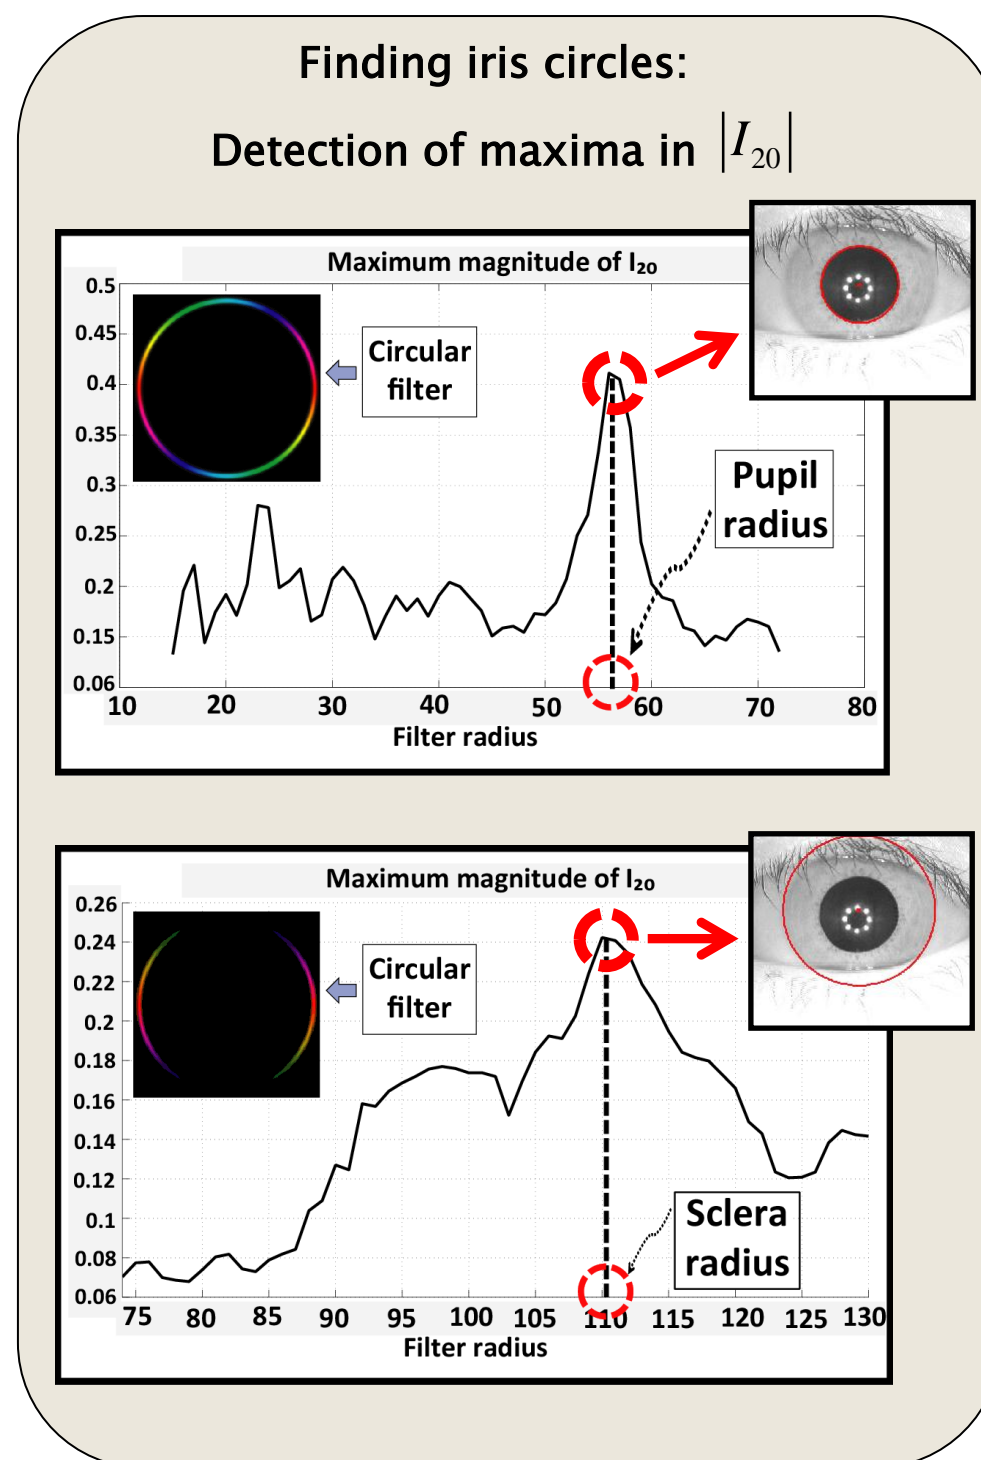 Finding iris circles:
Detection of maxima in |I₂₀|
Maximum magnitude of I₂₀
0.5
0.45
0.4
0.35
0.3
0.25
0.2
0.15
0.06
Circular
filter
Pupil
radius
10 20 30 40 50 60 70 80
Filter radius
Maximum magnitude of I₂₀
0.26
0.24
0.22
0.2
0.18
0.16
0.14
0.12
0.1
0.08
0.06
Circular
filter
Sclera
radius
75 80 85 90 95 100 105 110 115 120 125 130
Filter radius